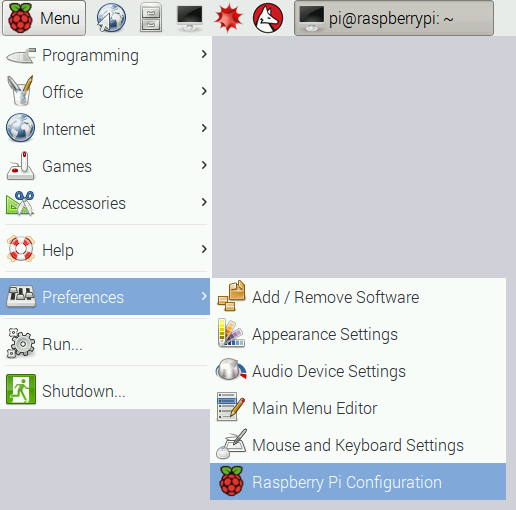 Menu
pi@raspberrypi: ~
Programming
Office
Internet
Games
Accessories
Help
Preferences
Run...
Shutdown...
Add / Remove Software
Appearance Settings
Audio Device Settings
Main Menu Editor
Mouse and Keyboard Settings
Raspberry Pi Configuration